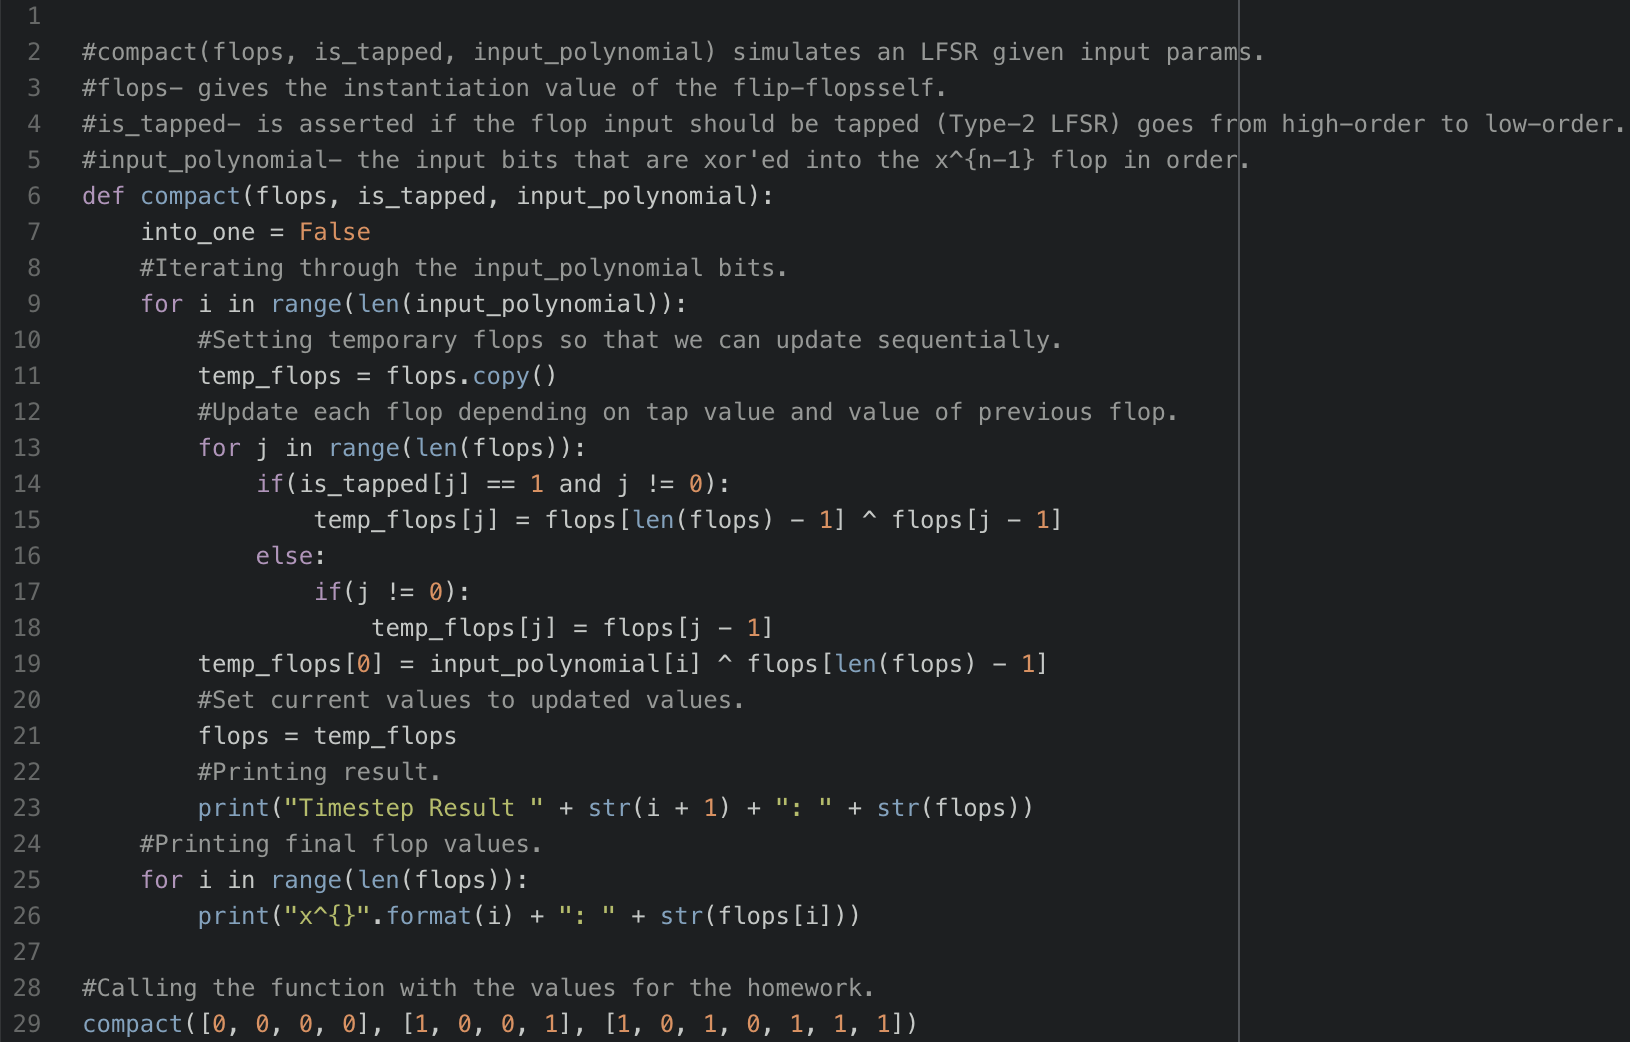 1
2 #compact(flops, is_tapped, input_polynomial) simulates an LFSR given input params.
3 #flops- gives the instantiation value of the flip-flopsself.
4 #is_tapped- is asserted if the flop input should be tapped (Type-2 LFSR) goes from high-order to low-order.
5 #input_polynomial- the input bits that are xor'ed into the x^{n-1} flop in order.
6 def compact(flops, is_tapped, input_polynomial):
7     into_one = False
8     #Iterating through the input_polynomial bits.
9     for i in range(len(input_polynomial)):
10         #Setting temporary flops so that we can update sequentially.
11         temp_flops = flops.copy()
12         #Update each flop depending on tap value and value of previous flop.
13         for j in range(len(flops)):
14             if(is_tapped[j] == 1 and j != 0):
15                 temp_flops[j] = flops[len(flops) - 1] ^ flops[j - 1]
16             else:
17                 if(j != 0):
18                     temp_flops[j] = flops[j - 1]
19         temp_flops[0] = input_polynomial[i] ^ flops[len(flops) - 1]
20         #Set current values to updated values.
21         flops = temp_flops
22         #Printing result.
23         print("Timestep Result " + str(i + 1) + ": " + str(flops))
24     #Printing final flop values.
25     for i in range(len(flops)):
26         print("x^{}".format(i) + ": " + str(flops[i]))
27
28 #Calling the function with the values for the homework.
29 compact([0, 0, 0, 0], [1, 0, 0, 1], [1, 0, 1, 0, 1, 1, 1])